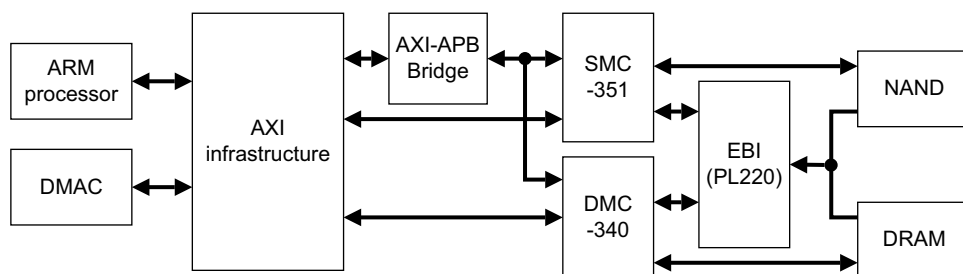 ARM
processor
DMAC
AXI
infrastructure
AXI-APB
Bridge
SMC
-351
DMC
-340
EBI
(PL220)
NAND
DRAM